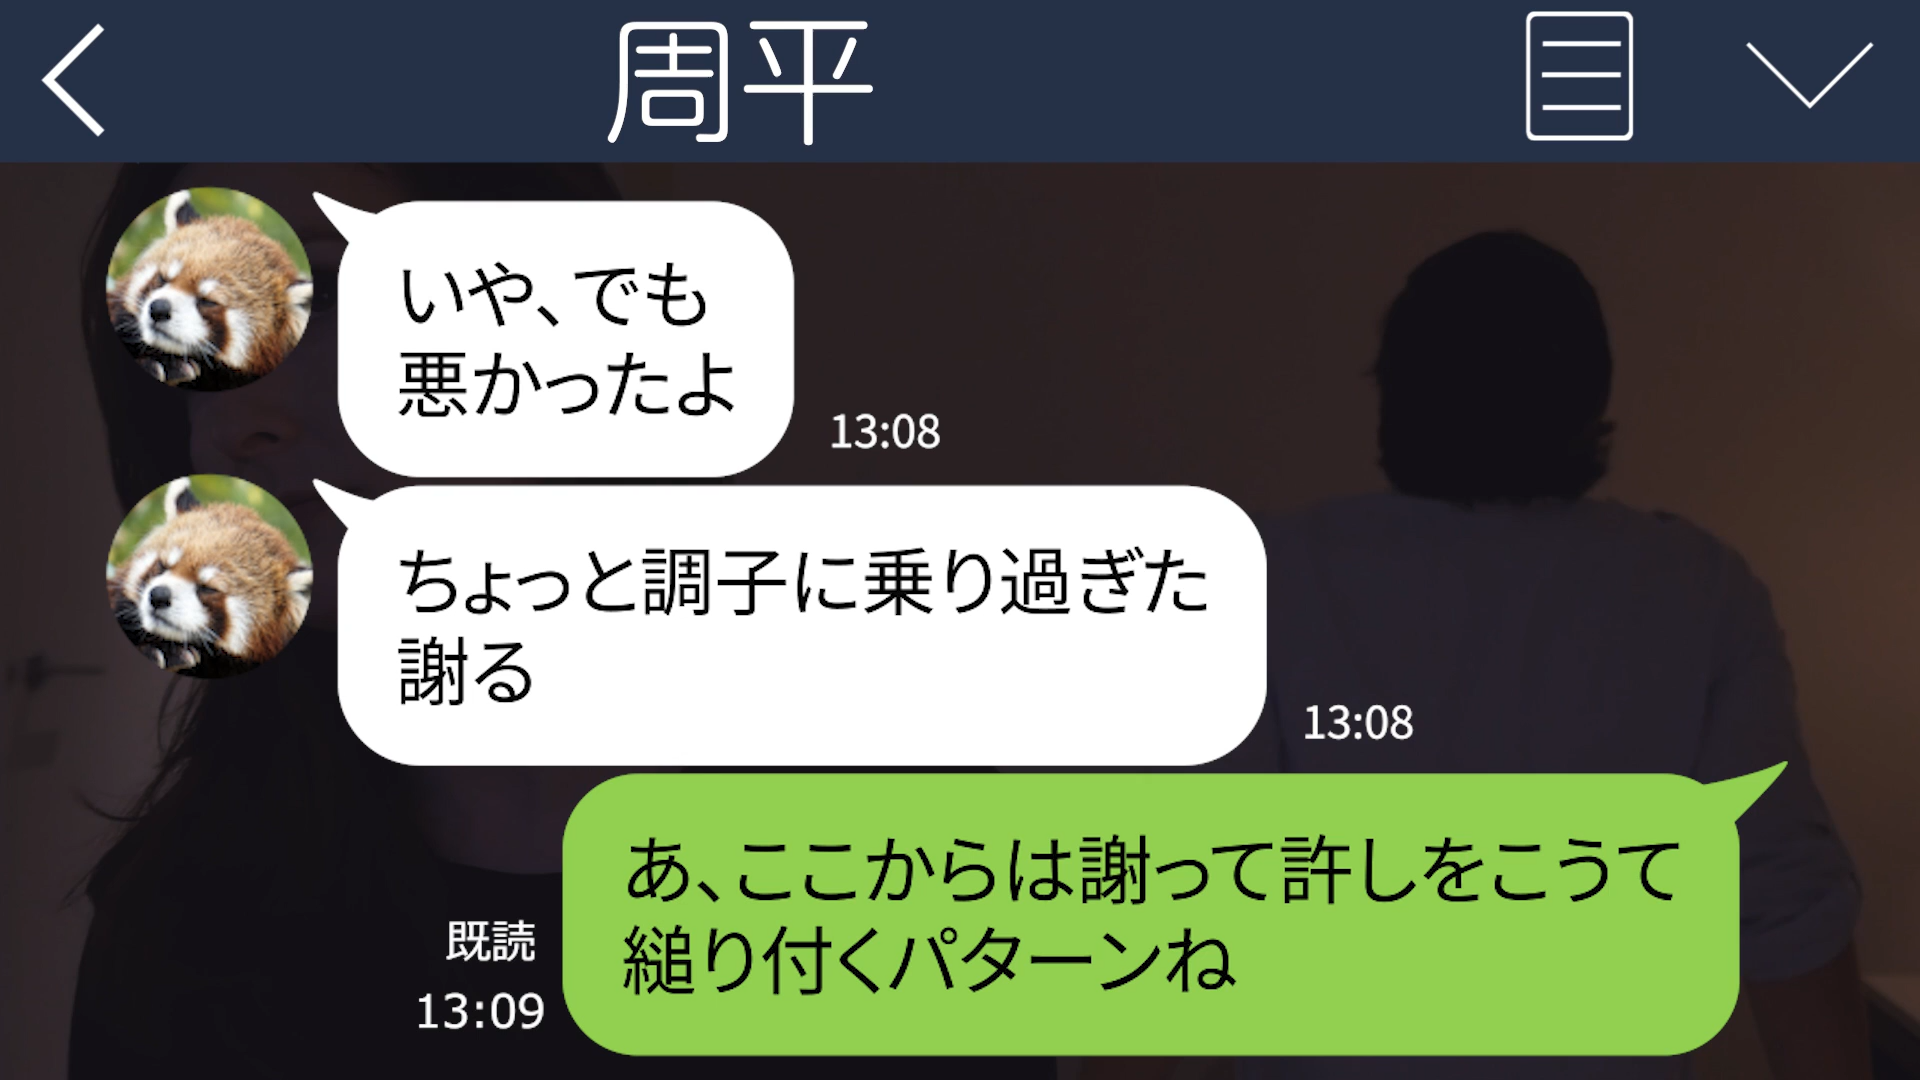 周平
いや、でも
悪かったよ
13:08
ちょっと調子に乗り過ぎた
謝る
13:08
あ、ここからは謝って許しをこうて
縋り付くパターンね
既読
13:09